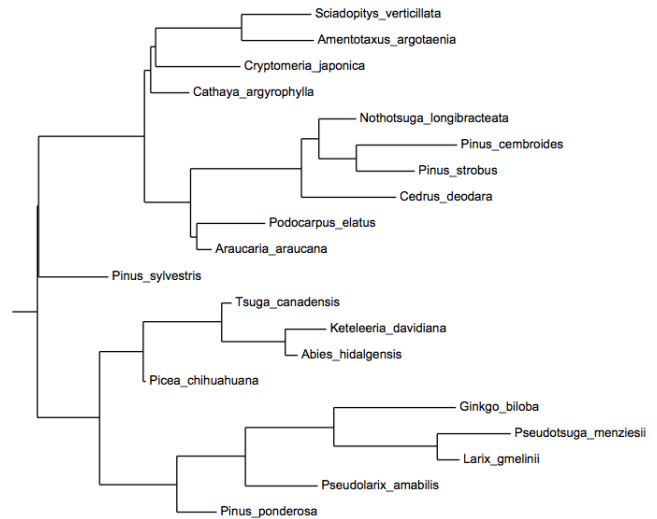 Sciadopitys_verticillata
Amentotaxus_argotaenia
Cryptomeria_japonica
Cathaya_argyrophylla
Nothotsuga_longibracteata
Pinus_cembroides
Pinus_strobus
Cedrus_deodara
Podocarpus_elatus
Araucaria_araucana
Pinus_sylvestris
Tsuga_canadensis
Keteleeria_davidiana
Abies_hidalgensis
Picea_chihuahuana
Ginkgo_biloba
Pseudotsuga_menziesii
Larix_gmelinii
Pseudolarix_amabilis
Pinus_ponderosa